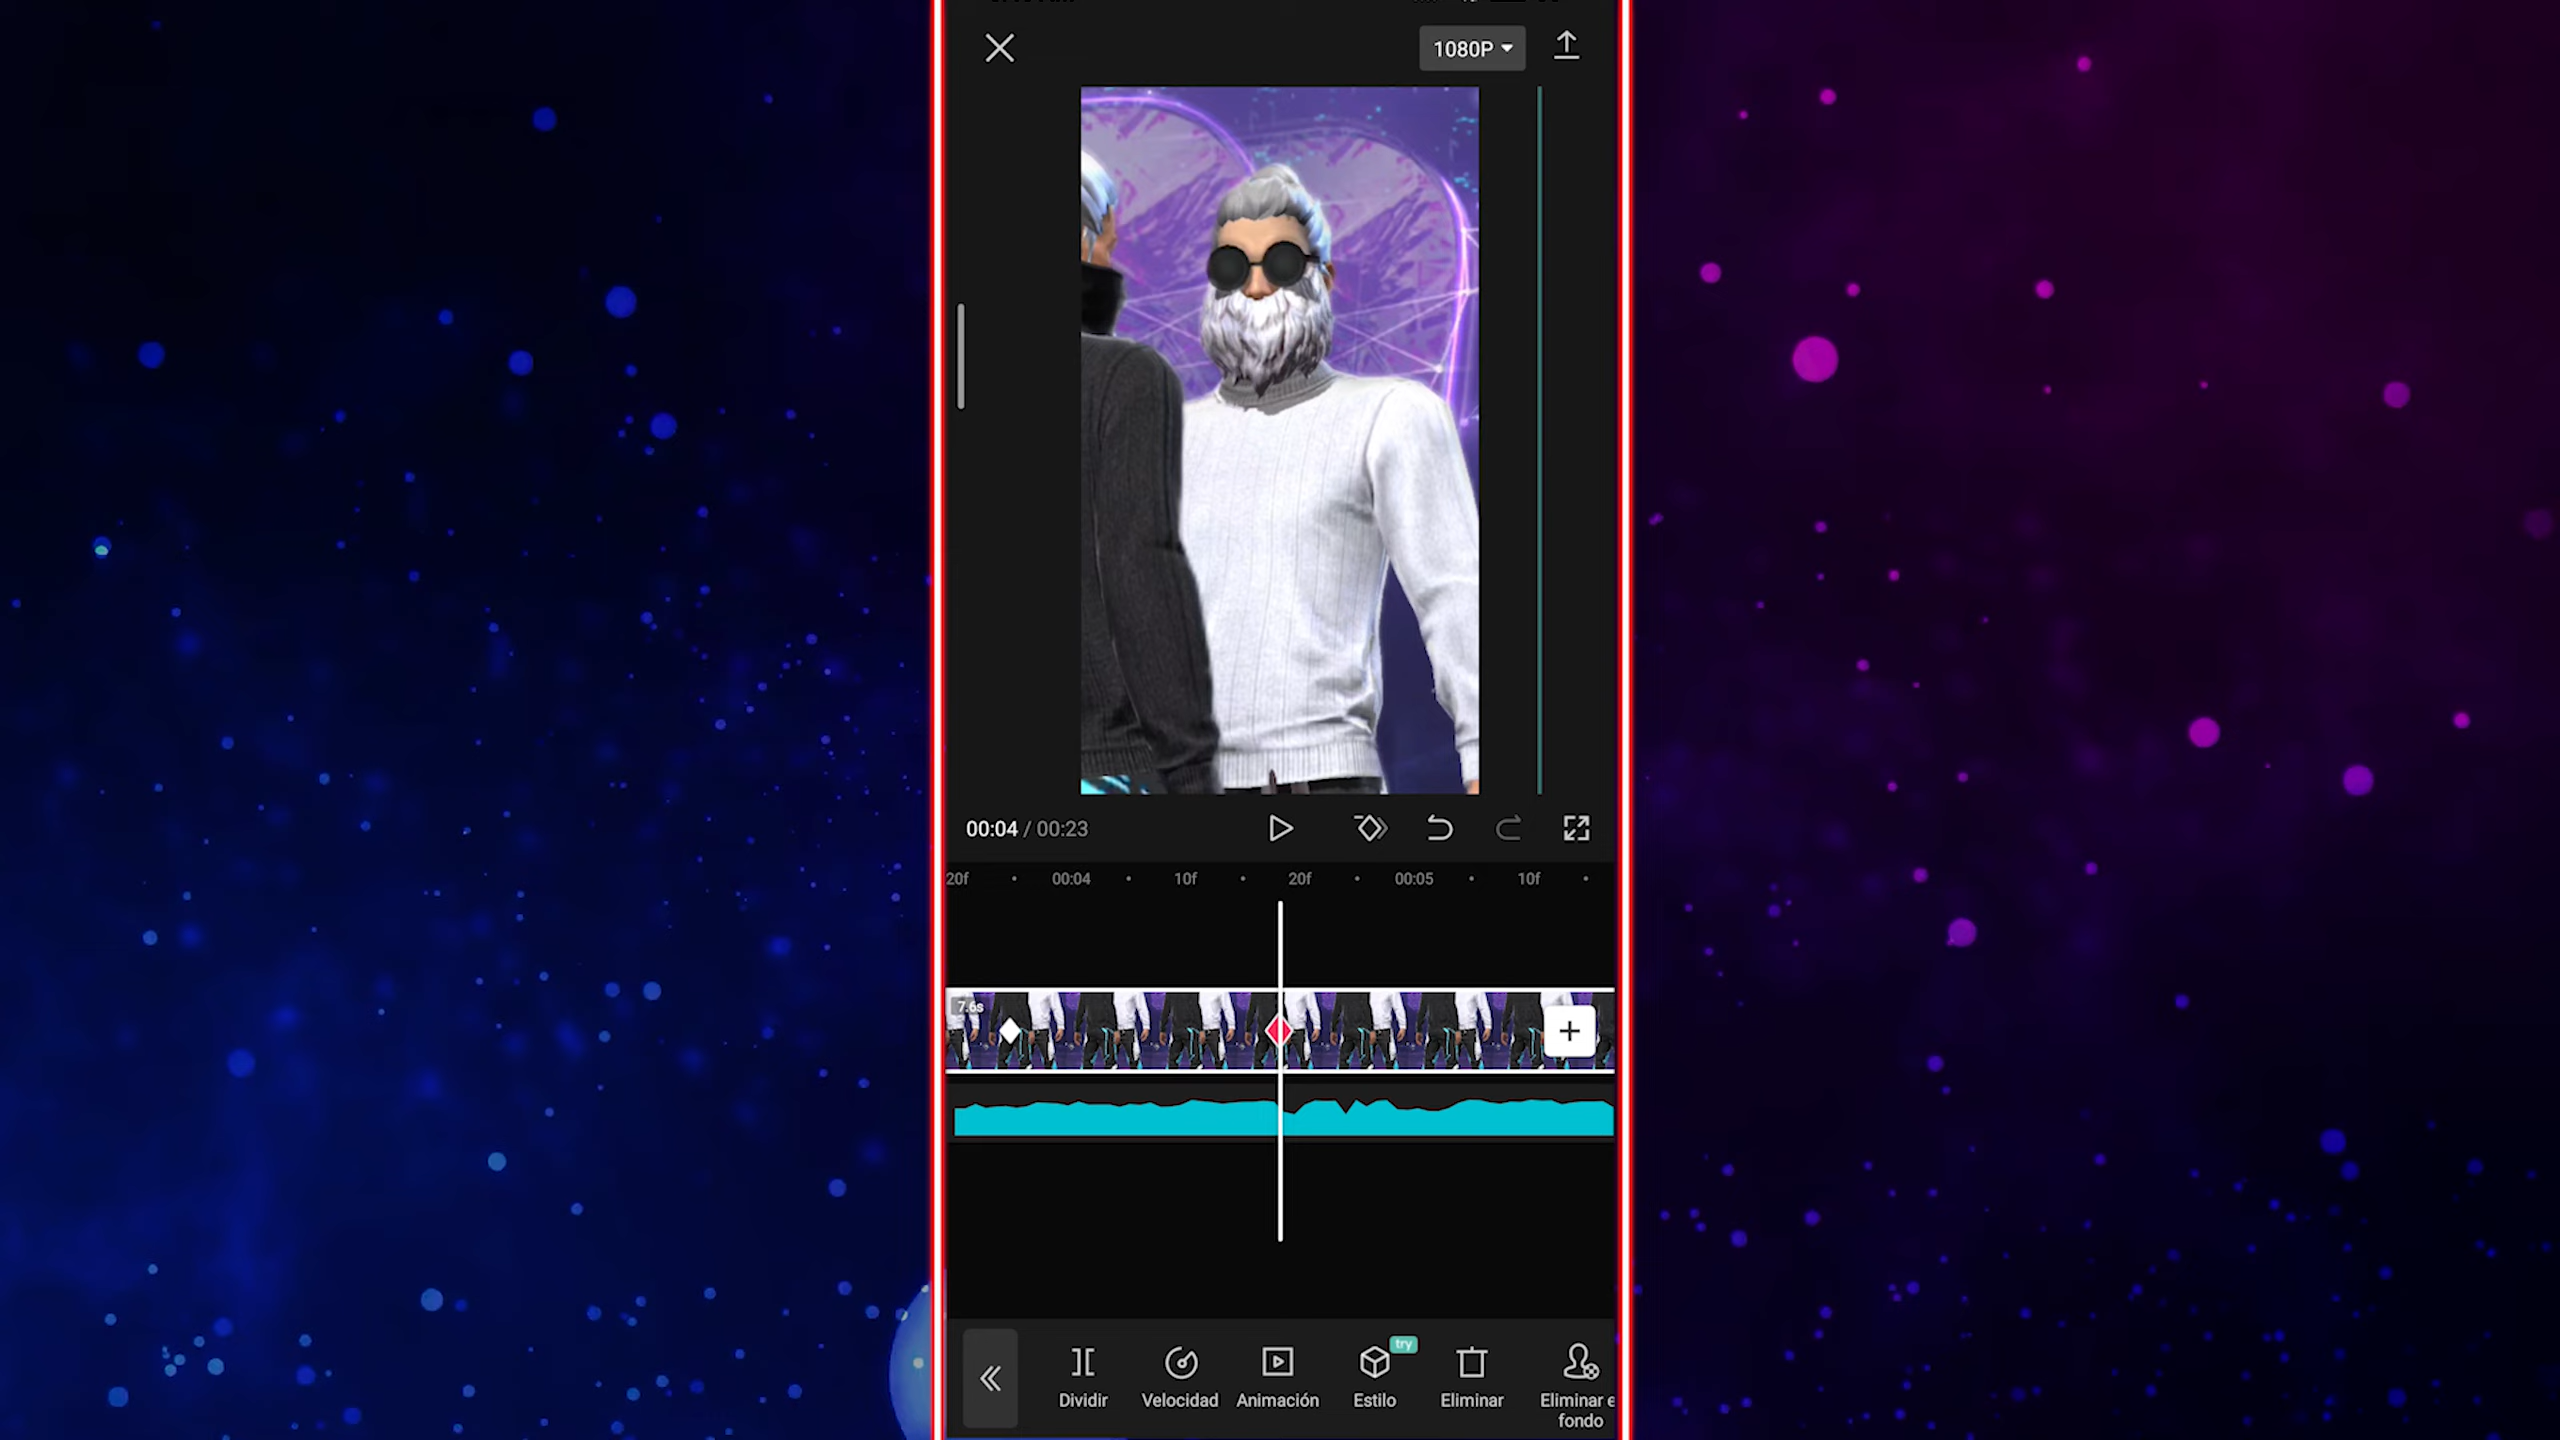 1080P
00:04 / 00:23
20f 00:04 10f 20f 00:05 10f
7.6s
try
Dividir Velocidad Animación Estilo Eliminar Eliminar e
fondo